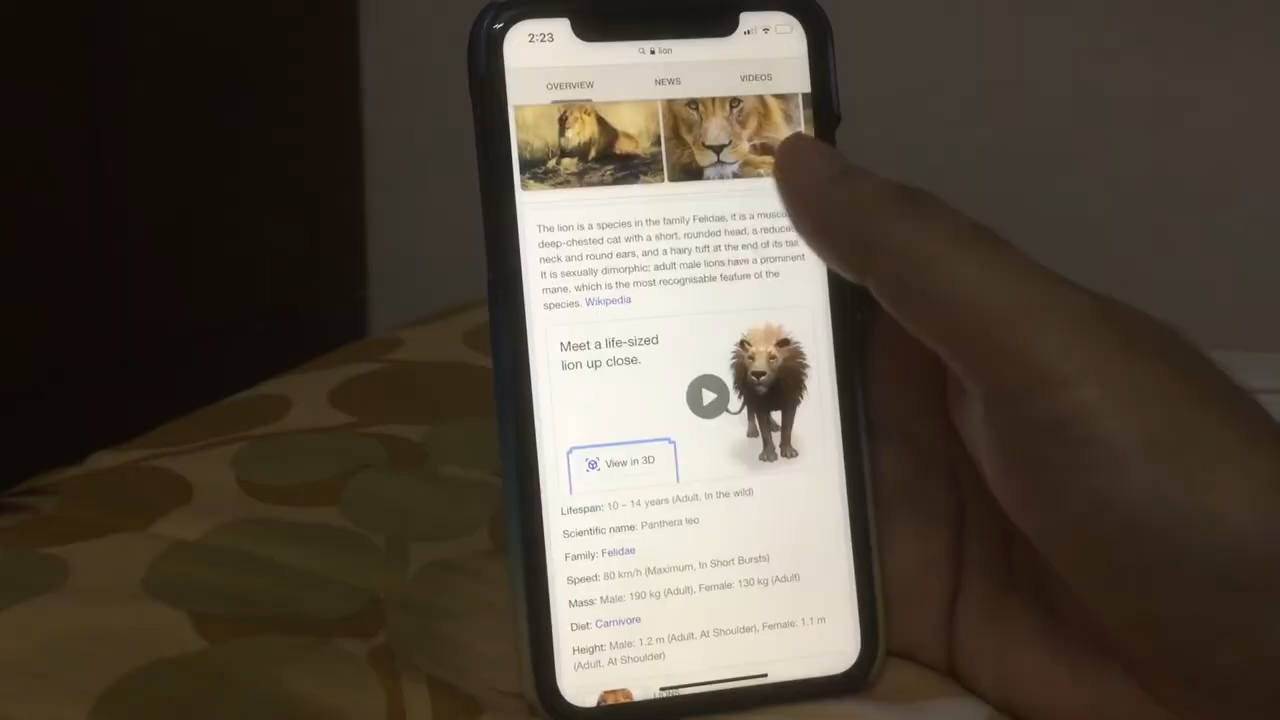 2:23
lion
OVERVIEW NEWS VIDEOS
The lion is a species in the family Felidae, it is a
deep-chested cat with a short, rounded head, a
neck and round ears, and a hairy tuft at the end of its
It is sexually dimorphic; adult male lions have a prominent
mane, which is the most recognisable feature of the
species. Wikipedia
Meet a life-sized
lion up close.
View in 3D
Lifespan: 10 – 14 years (Adult, In the wild)
Scientific name: Panthera leo
Family: Felidae
Speed: 80 km/h (Maximum, In Short Bursts)
Mass: Male: 190 kg (Adult), Female: 130 kg (Adult)
Diet: Carnivore
Height: Male: 1.2 m (Adult, At Shoulder), Female: 1.1 m
(Adult, At Shoulder)